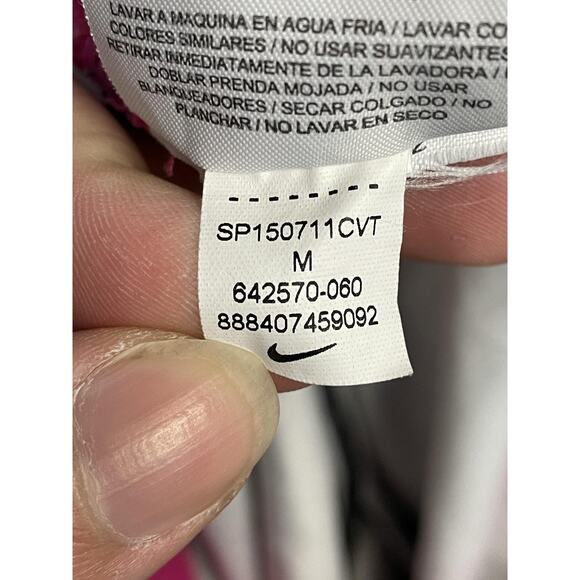 LAVAR A MAQUINA EN AGUA FRIA / LAVAR CO
COLORES SIMILARES / NO USAR SUAVIZANTES
RETIRAR INMEDIATAMENTE DE LA LAVADORA /
DOBLAR PRENDA MOJADA / NO USAR
BLANQUEADORES / SECAR COLGADO / NO
PLANCHAR / NO LAVAR EN SECO
SP150711CVT
M
642570-060
888407459092